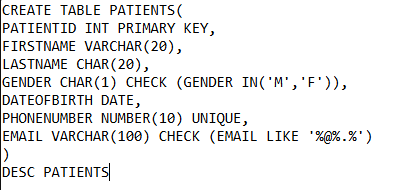 CREATE TABLE PATIENTS(
PATIENTID INT PRIMARY KEY,
FIRSTNAME VARCHAR(20),
LASTNAME CHAR(20),
GENDER CHAR(1) CHECK (GENDER IN('M','F')),
DATEOFBIRTH DATE,
PHONENUMBER NUMBER(10) UNIQUE,
EMAIL VARCHAR(100) CHECK (EMAIL LIKE '%@%.%')
)
DESC PATIENTS